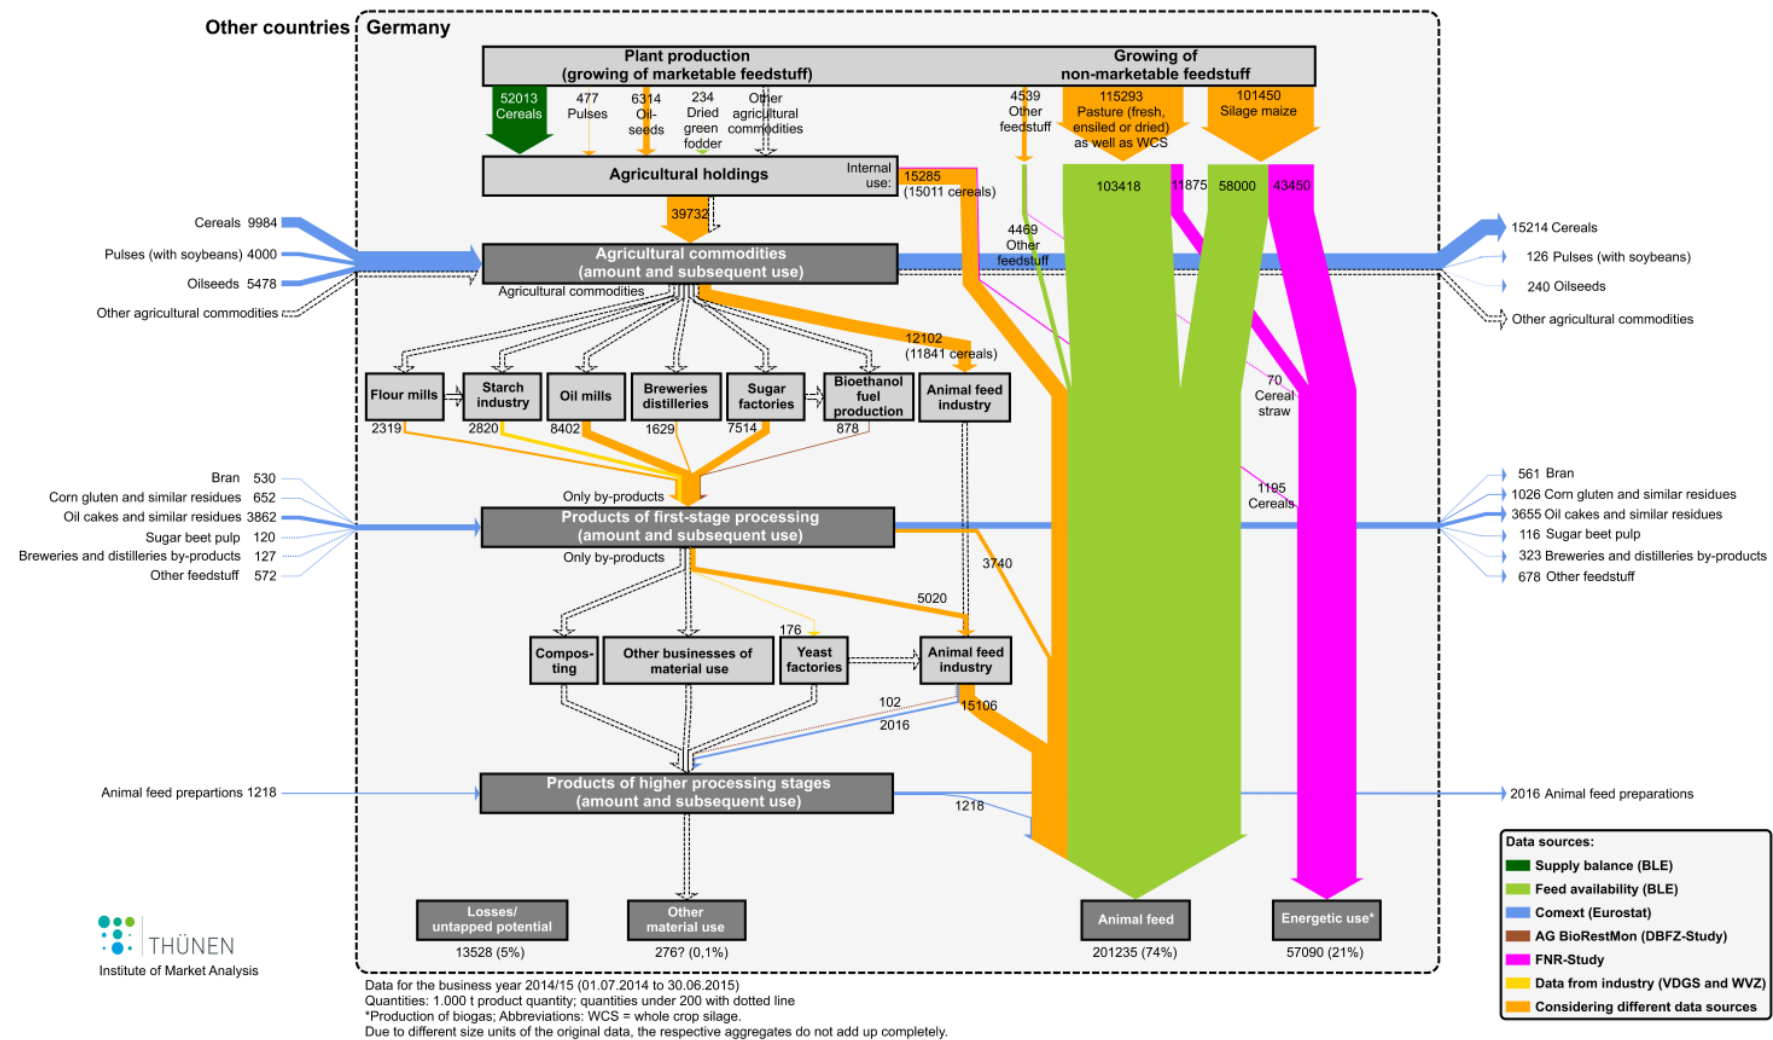 Other countries
Germany
Plant production
(growing of marketable feedstuff)
Growing of
non-marketable feedstuff
52013
Cereals
477
Pulses
6314
Oil-
seeds
234
Dried
green
fodder
Other
agricultural
commodities
4539
Other
feedstuff
115293
Pasture (fresh,
ensiled or dried)
as well as WCS
101450
Silage maize
Agricultural holdings
Internal
use:
15285
(15011 cereals)
103418
11875
58000
43450
39732
4469
Other
feedstuff
Cereals 9984
Pulses (with soybeans) 4000
Oilseeds 5478
Other agricultural commodities
Agricultural commodities
(amount and subsequent use)
15214 Cereals
126 Pulses (with soybeans)
240 Oilseeds
Other agricultural commodities
Agricultural commodities
12102
(11841 cereals)
Flour mills
Starch
industry
Oil mills
Breweries
distilleries
Sugar
factories
Bioethanol
fuel
production
Animal feed
industry
70
Cereal
straw
2319
2820
8402
1629
7514
878
Bran 530
Corn gluten and similar residues 652
Oil cakes and similar residues 3862
Sugar beet pulp 120
Breweries and distilleries by-products 127
Other feedstuff 572
Only by-products
Products of first-stage processing
(amount and subsequent use)
Only by-products
1195
Cereals
561 Bran
1026 Corn gluten and similar residues
3655 Oil cakes and similar residues
116 Sugar beet pulp
323 Breweries and distilleries by-products
678 Other feedstuff
3740
5020
176
Compos-
ting
Other businesses of
material use
Yeast
factories
Animal feed
industry
102
2016
15106
Animal feed prepartions 1218
Products of higher processing stages
(amount and subsequent use)
1218
2016 Animal feed preparations
Losses/
untapped potential
13528 (5%)
Other
material use
276? (0,1%)
Animal feed
201235 (74%)
Energetic use*
57090 (21%)
Data sources:
Supply balance (BLE)
Feed availability (BLE)
Comext (Eurostat)
AG BioRestMon (DBFZ-Study)
FNR-Study
Data from industry (VDGS and WVZ)
Considering different data sources
THÜNEN
Institute of Market Analysis
Data for the business year 2014/15 (01.07.2014 to 30.06.2015)
Quantities: 1.000 t product quantity; quantities under 200 with dotted line
*Production of biogas; Abbreviations: WCS = whole crop silage.
Due to different size units of the original data, the respective aggregates do not add up completely.